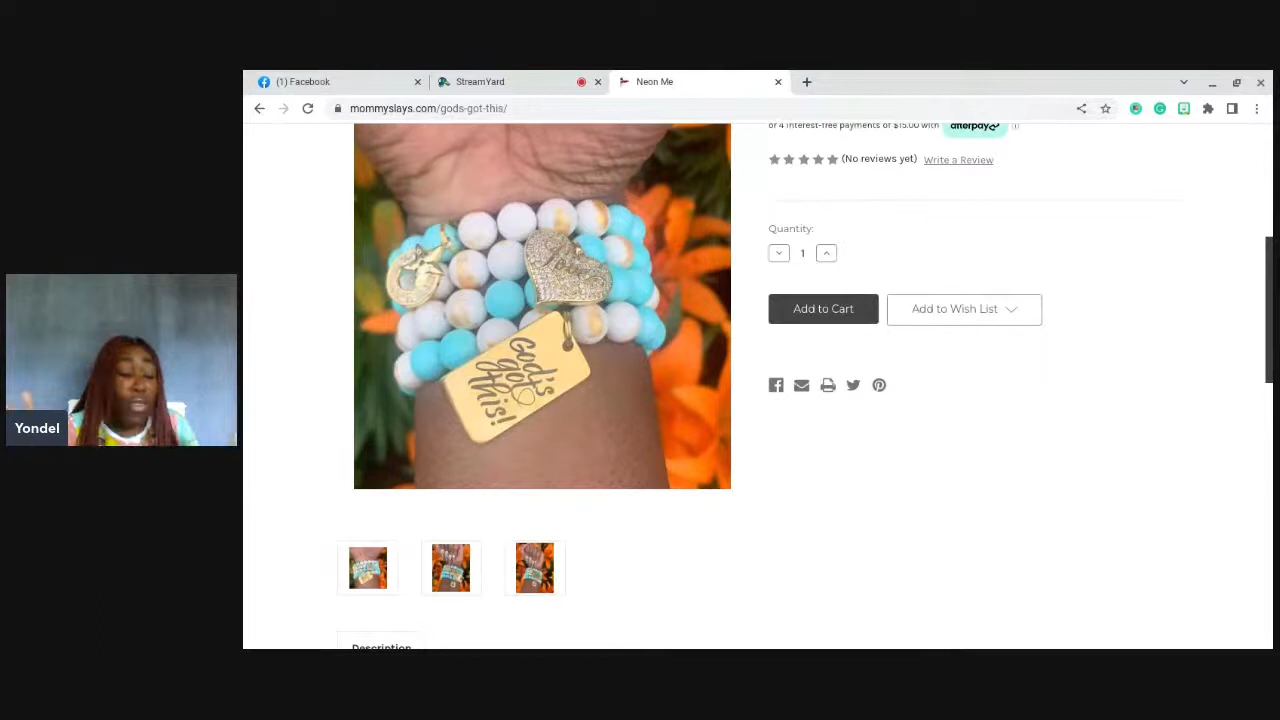 (1) Facebook
StreamYard
Neon Me
mommyslays.com/gods-got-this/
or 4 interest-free payments of $15.00 with afterpay
(No reviews yet) Write a Review
Quantity:
1
God's
got
this!
Add to Cart
Add to Wish List
Yondel
Description